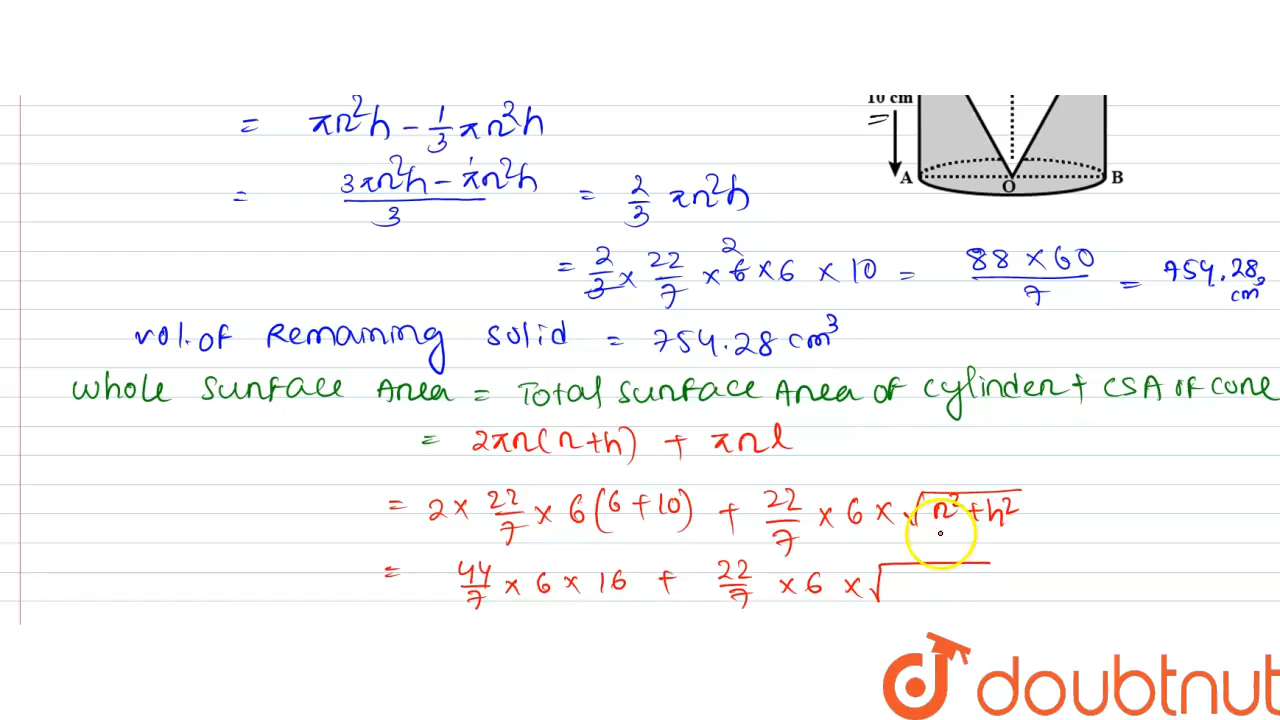 10 cm
= πr²h - 1/3 πr²h
= (3πr²h - πr²h)/3 = 2/3 πr²h
A O B
= 2/3 × 22/7 × 6 2 × 6 × 10 = (88 × 60)/7 = 754.28 cm³
vol. of Remaining solid = 754.28 cm³
Whole Surface Area = Total Surface Area of Cylinder + CSA of Cone
= 2πr(r+h) + πrl
= 2 × 22/7 × 6(6+10) + 22/7 × 6 × √(r²+h²)
= 44/7 × 6 × 16 + 22/7 × 6 × √
doubtnut